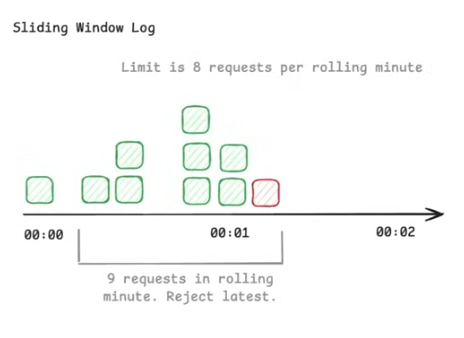 Sliding Window Log
Limit is 8 requests per rolling minute
00:00
00:01
00:02
9 requests in rolling
minute. Reject latest.